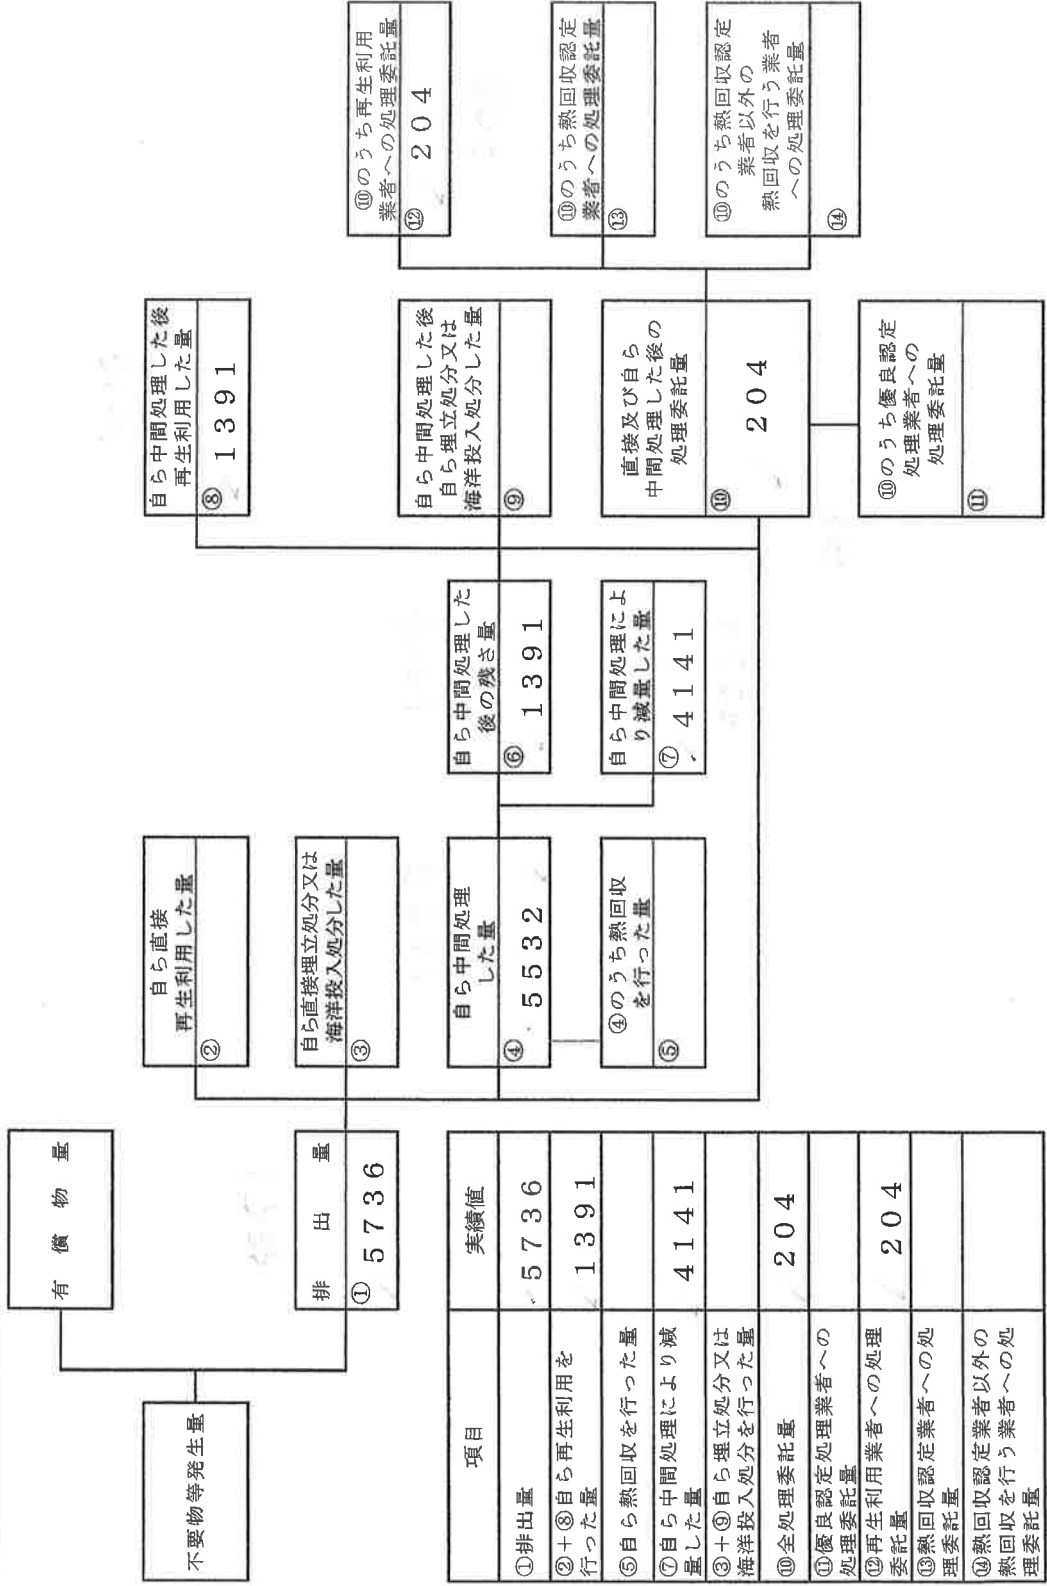 有償物量
不要物等発生量
排出量
① 5736
自ら直接
再生利用した量
②
自ら直接埋立処分又は
海洋投入処分した量
③
自ら中間処理
した量
④ 5532
④のうち熱回収
を行った量
⑤
自ら中間処理した
後の残さ量
⑥ 1391
自ら中間処理によ
り減量した量
⑦ 4141
自ら中間処理した後
再生利用した量
⑧ 1391
自ら中間処理した後
自ら埋立処分又は
海洋投入処分した量
⑨
直接及び自ら
中間処理した後の
処理委託量
⑩ 204
⑩のうち優良認定
処理業者への
処理委託量
⑪
⑩のうち再生利用
業者への処理委託量
⑫ 204
⑩のうち熱回収認定
業者への処理委託量
⑬
⑩のうち熱回収認定
業者以外の
熱回収を行う業者
への処理委託量
⑭
項目 実績値
①排出量 5736
②+⑧自ら再生利用を
行った量 1391
⑤自ら熱回収を行った量
⑦自ら中間処理により減
量した量 4141
③+⑨自ら埋立処分又は
海洋投入処分を行った量
⑩全処理委託量 204
⑪優良認定処理業者への
処理委託量
⑫再生利用業者への処理
委託量 204
⑬熱回収認定業者への処
理委託量
⑭熱回収認定業者以外の
熱回収を行う業者への処
理委託量